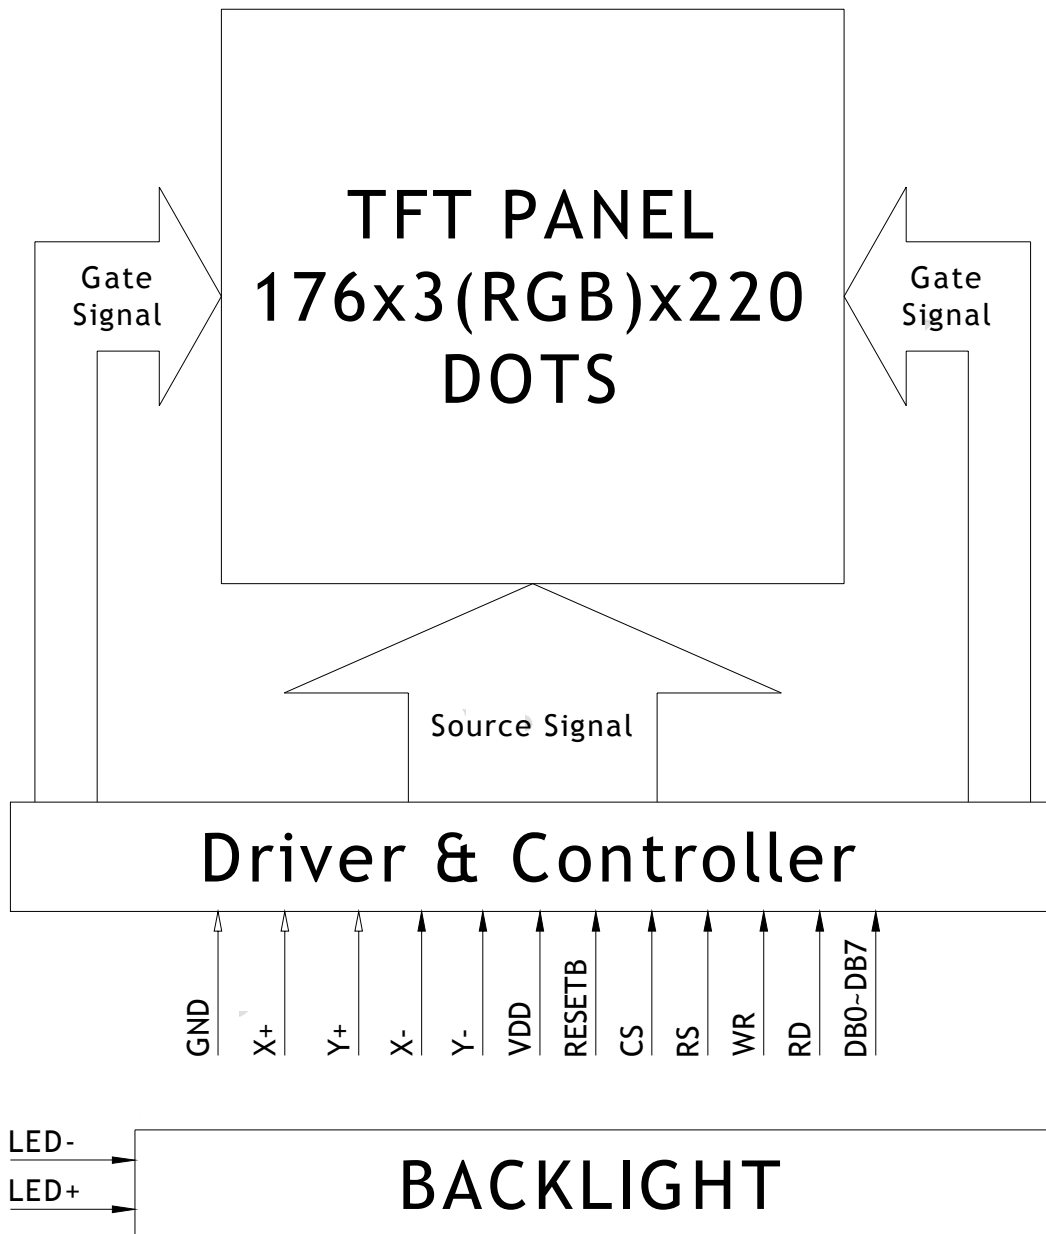 TFT PANEL
176x3(RGB)x220
DOTS
Gate
Signal
Gate
Signal
Source Signal
Driver & Controller
GND
X+
Y+
X-
Y-
VDD
RESETB
CS
RS
WR
RD
DB0~DB7
LED-
LED+
BACKLIGHT